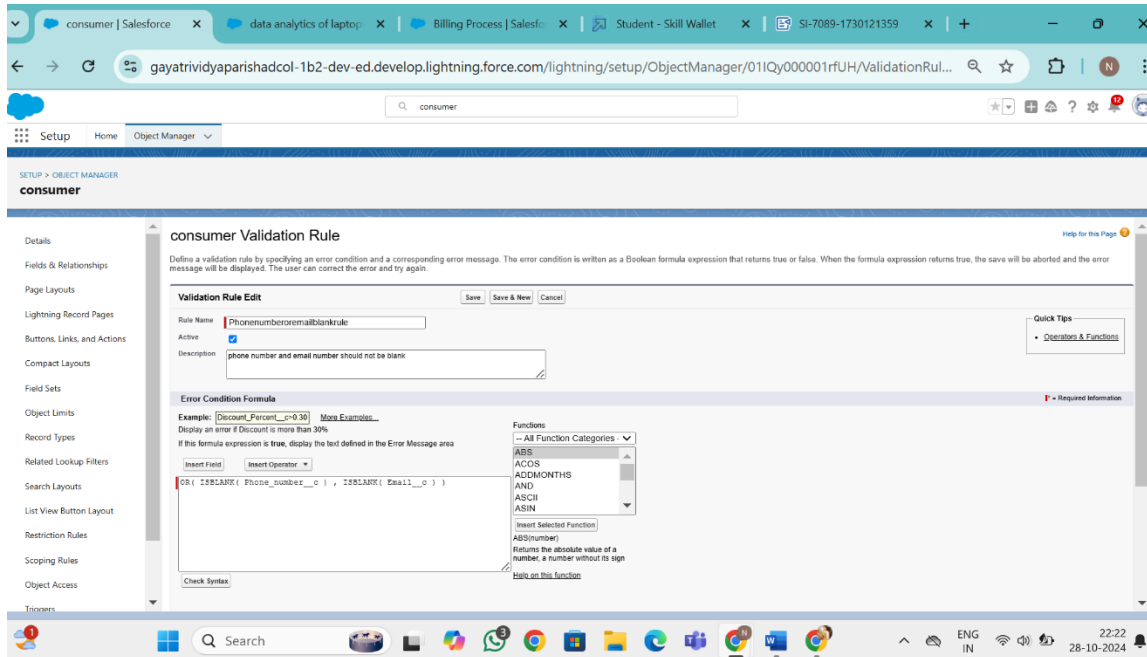 consumer | Salesforce
data analytics of laptop
Billing Process | Salesfo
Student - Skill Wallet
SI-7089-1730121359
gayatrividyaparishadcol-1b2-dev-ed.develop.lightning.force.com/lightning/setup/ObjectManager/01IQy000001rfUH/ValidationRul...
N
consumer
12
Setup Home Object Manager
SETUP > OBJECT MANAGER
consumer
Details
Fields & Relationships
Page Layouts
Lightning Record Pages
Buttons, Links, and Actions
Compact Layouts
Field Sets
Object Limits
Record Types
Related Lookup Filters
Search Layouts
List View Button Layout
Restriction Rules
Scoping Rules
Object Access
Triggers
consumer Validation Rule
Help for this Page
Define a validation rule by specifying an error condition and a corresponding error message. The error condition is written as a Boolean formula expression that returns true or false. When the formula expression returns true, the save will be aborted and the error
message will be displayed. The user can correct the error and try again.
Validation Rule Edit Save Save & New Cancel
Rule Name Phonenumberoremailblankrule
Active
Description phone number and email number should not be blank
Quick Tips
• Operators & Functions
Error Condition Formula
= Required Information
Example: Discount_Percent__c>0.30 More Examples...
Display an error if Discount is more than 30%
If this formula expression is true, display the text defined in the Error Message area
Insert Field Insert Operator
OR( ISBLANK( Phone_number__c ) , ISBLANK( Email__c ) )
Check Syntax
Functions
-- All Function Categories -
ABS
ACOS
ADDMONTHS
AND
ASCII
ASIN
Insert Selected Function
ABS(number)
Returns the absolute value of a
number, a number without its sign
Help on this function
1
Search
3
N
ENG
IN
22:22
28-10-2024